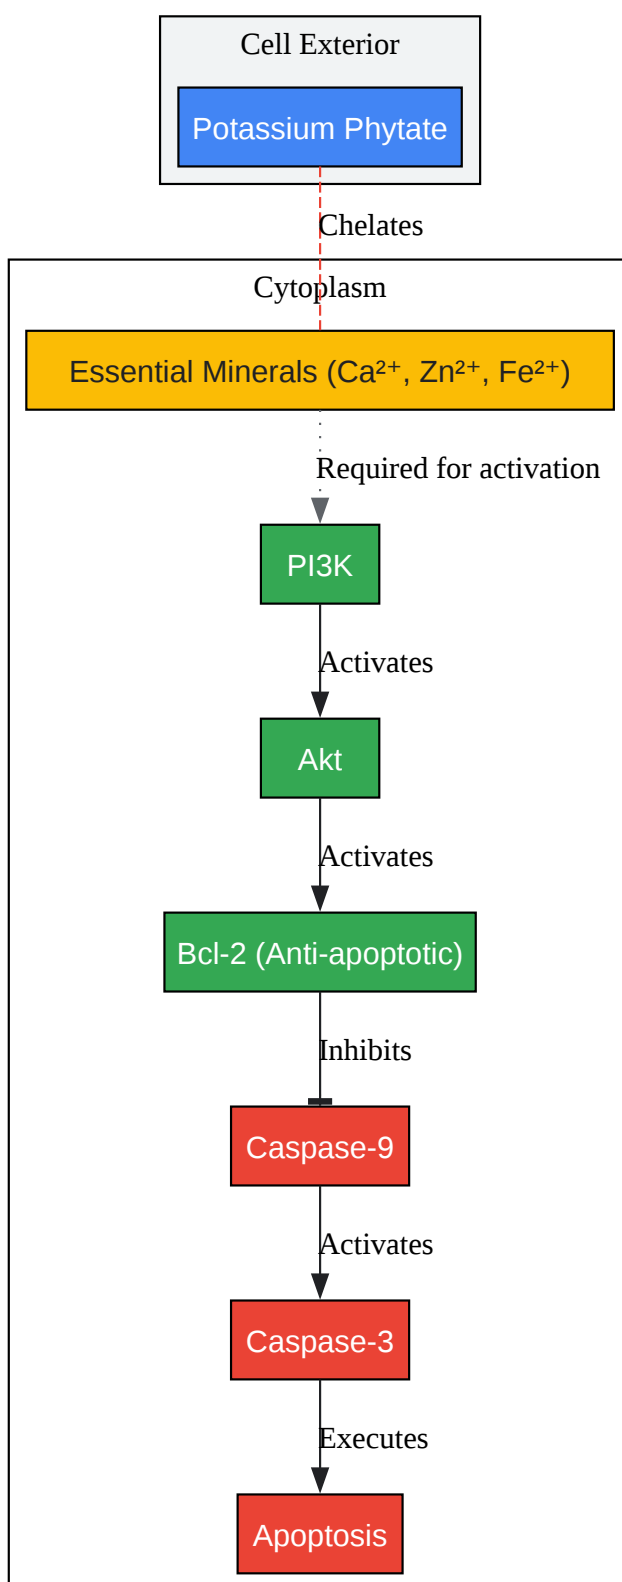 Cell Exterior
Potassium Phytate
Chelates
Cytoplasm
Essential Minerals (Ca²⁺, Zn²⁺, Fe²⁺)
Required for activation
PI3K
Activates
Akt
Activates
Bcl-2 (Anti-apoptotic)
Inhibits
Caspase-9
Activates
Caspase-3
Executes
Apoptosis